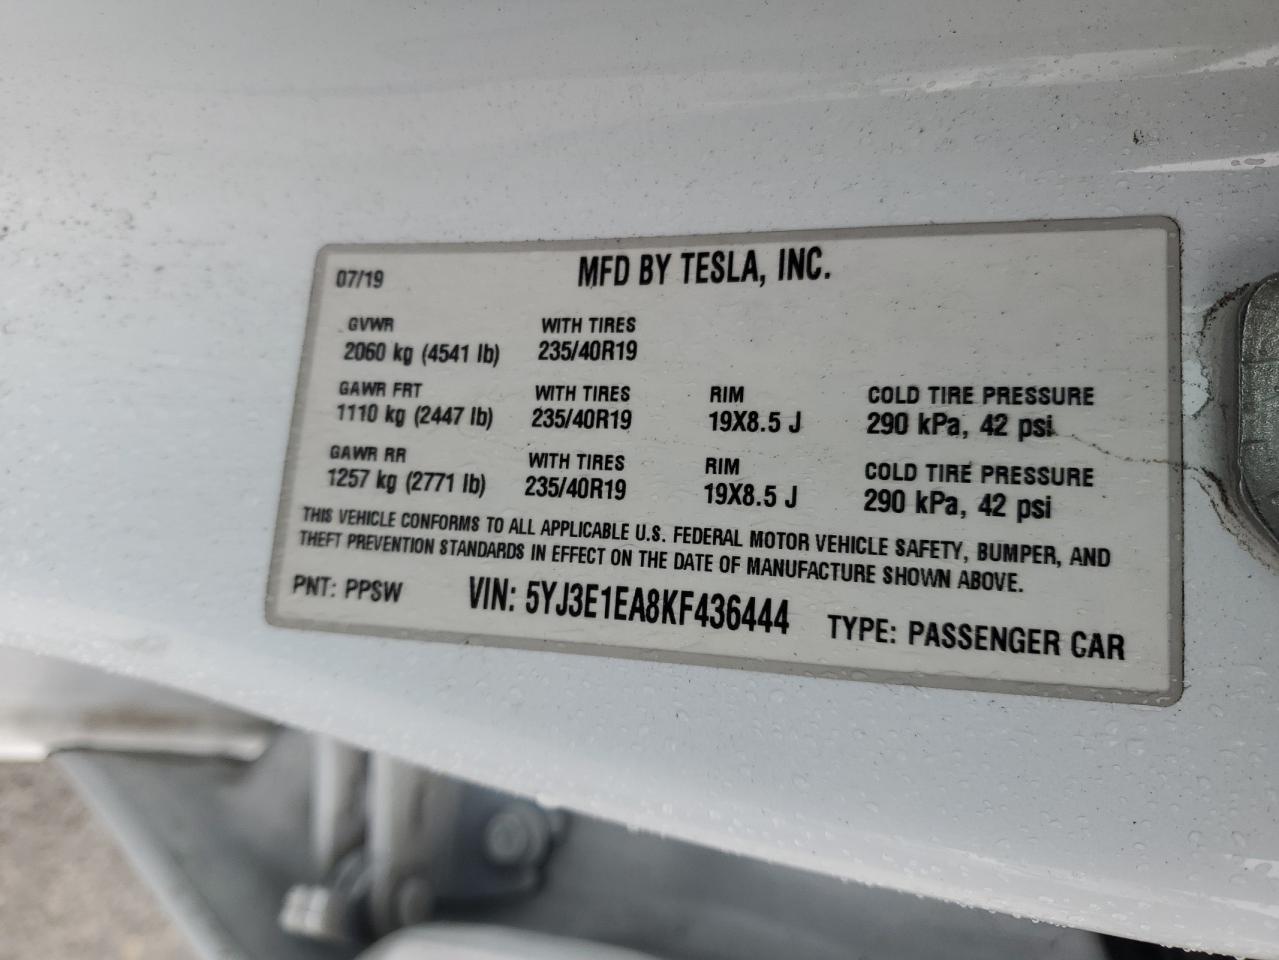 07/19 MFD BY TESLA, INC.
GVWR WITH TIRES
2060 kg (4541 lb) 235/40R19
GAWR FRT WITH TIRES RIM COLD TIRE PRESSURE
1110 kg (2447 lb) 235/40R19 19X8.5 J 290 kPa, 42 psi
GAWR RR WITH TIRES RIM COLD TIRE PRESSURE
1257 kg (2771 lb) 235/40R19 19X8.5 J 290 kPa, 42 psi
THIS VEHICLE CONFORMS TO ALL APPLICABLE U.S. FEDERAL MOTOR VEHICLE SAFETY, BUMPER, AND
THEFT PREVENTION STANDARDS IN EFFECT ON THE DATE OF MANUFACTURE SHOWN ABOVE.
PNT: PPSW VIN: 5YJ3E1EA8KF436444 TYPE: PASSENGER CAR